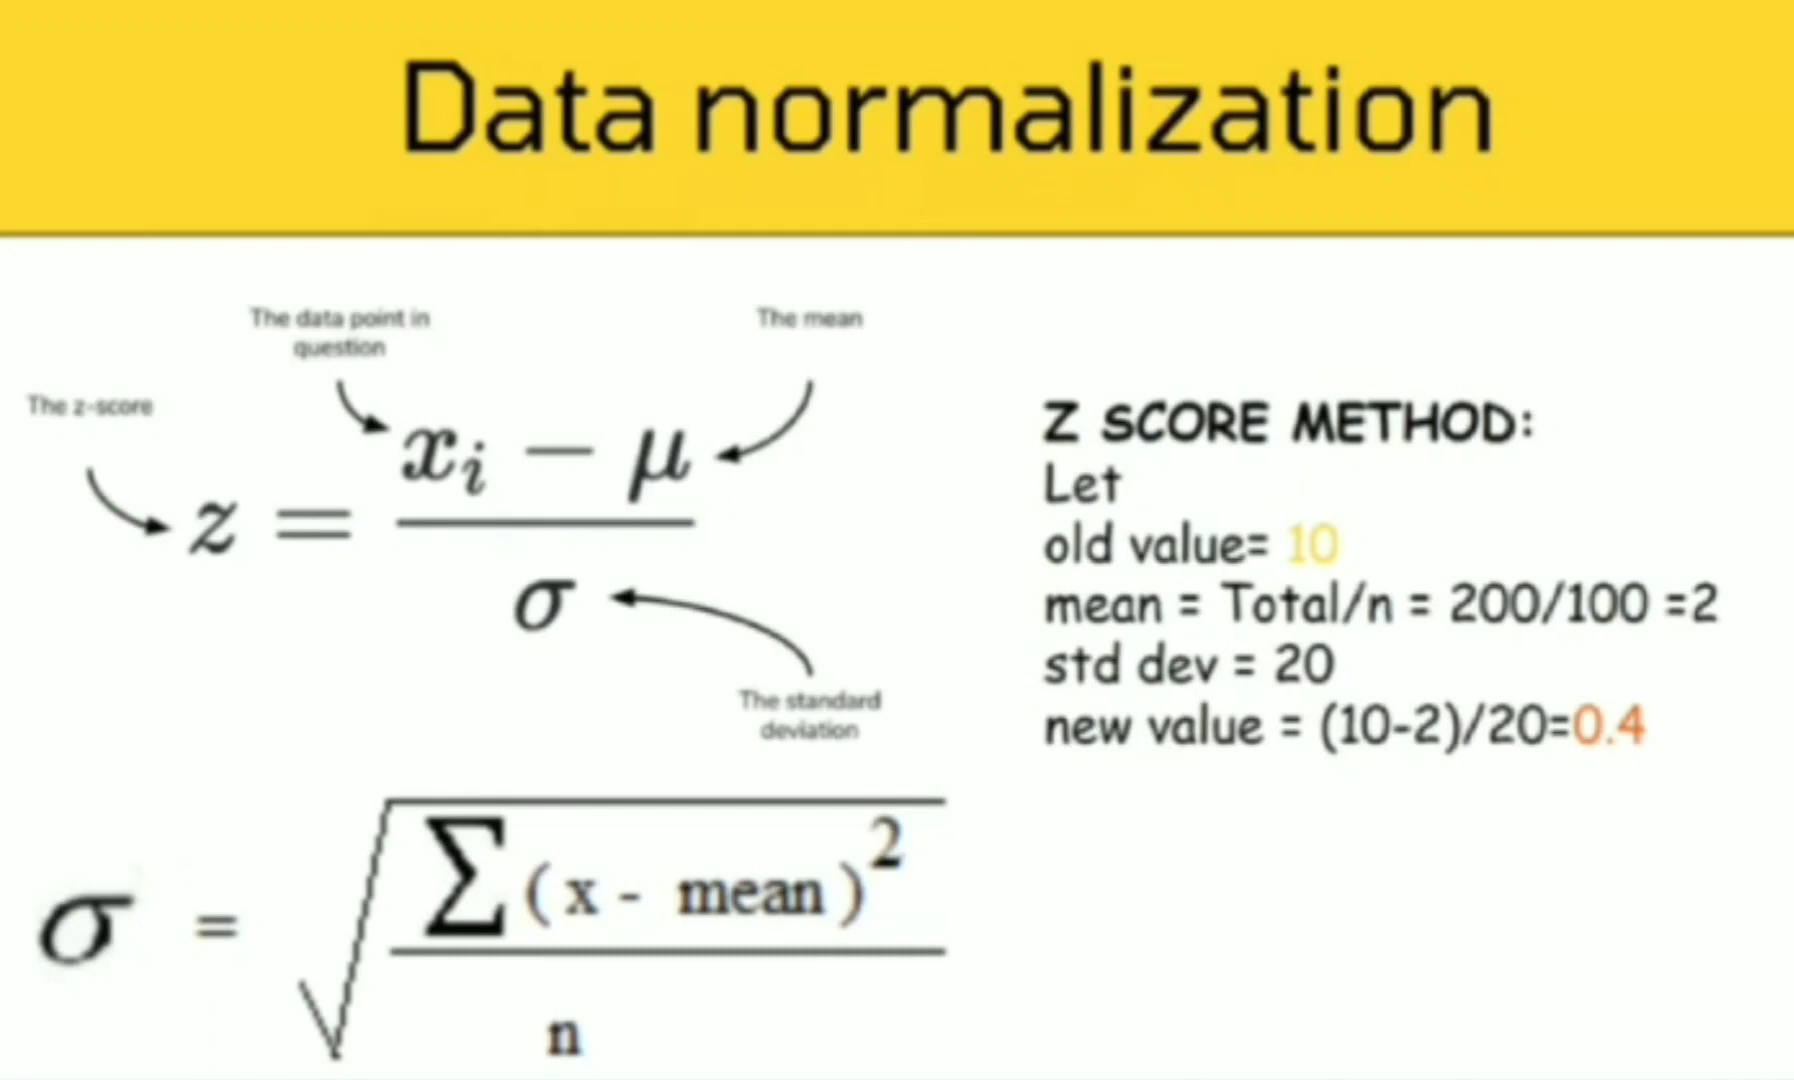 Data normalization
The data point in
question
The mean
The z-score
z = (xᵢ − μ) / σ
The standard
deviation
σ = √(∑ ( x - mean )² / n)
Z SCORE METHOD:
Let
old value= 10
mean = Total/n = 200/100 =2
std dev = 20
new value = (10-2)/20=0.4